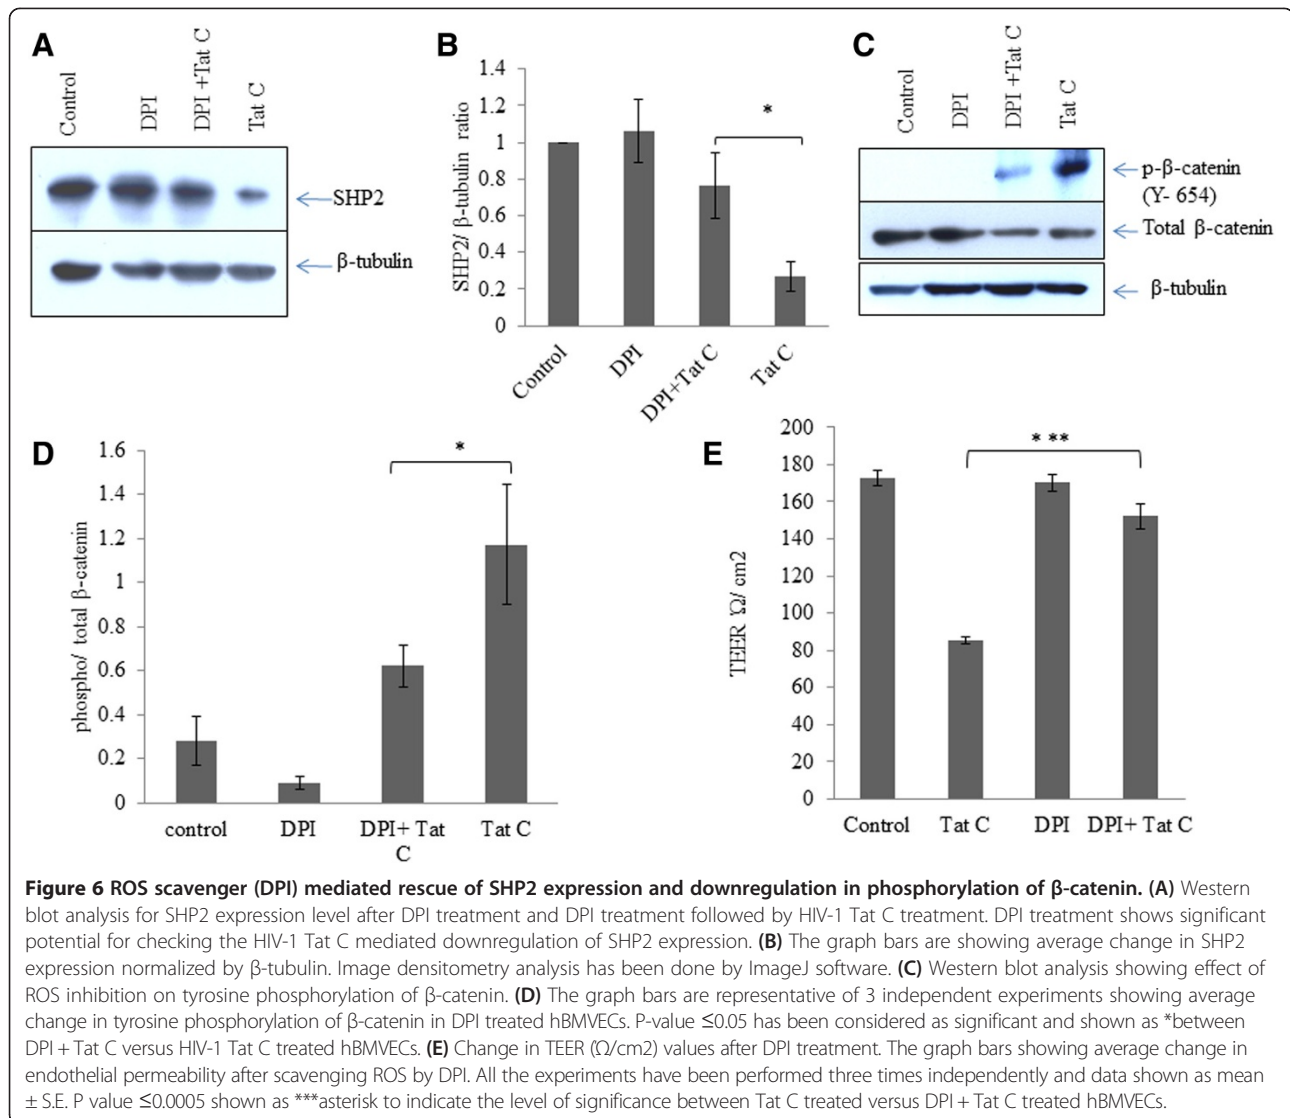 A
Control
DPI
DPI +Tat C
Tat C
SHP2
β-tubulin
B
SHP2/ β-tubulin ratio
1.4
1.2
1
0.8
0.6
0.4
0.2
0
*
Control
DPI
DPI+Tat C
Tat C
C
Control
DPI
DPI +Tat C
Tat C
p-β-catenin
(Y- 654)
Total β-catenin
β-tubulin
D
phospho/ total β-catenin
1.6
1.4
1.2
1
0.8
0.6
0.4
0.2
0
*
control
DPI
DPI+ Tat
C
Tat C
E
TEER Ώ/ cm2
200
180
160
140
120
100
80
60
40
20
0
* **
Control
Tat C
DPI
DPI+ Tat C
Figure 6 ROS scavenger (DPI) mediated rescue of SHP2 expression and downregulation in phosphorylation of β-catenin. (A) Western
blot analysis for SHP2 expression level after DPI treatment and DPI treatment followed by HIV-1 Tat C treatment. DPI treatment shows significant
potential for checking the HIV-1 Tat C mediated downregulation of SHP2 expression. (B) The graph bars are showing average change in SHP2
expression normalized by β-tubulin. Image densitometry analysis has been done by ImageJ software. (C) Western blot analysis showing effect of
ROS inhibition on tyrosine phosphorylation of β-catenin. (D) The graph bars are representative of 3 independent experiments showing average
change in tyrosine phosphorylation of β-catenin in DPI treated hBMVECs. P-value ≤0.05 has been considered as significant and shown as *between
DPI + Tat C versus HIV-1 Tat C treated hBMVECs. (E) Change in TEER (Ώ/cm2) values after DPI treatment. The graph bars showing average change in
endothelial permeability after scavenging ROS by DPI. All the experiments have been performed three times independently and data shown as mean
± S.E. P value ≤0.0005 shown as ***asterisk to indicate the level of significance between Tat C treated versus DPI + Tat C treated hBMVECs.